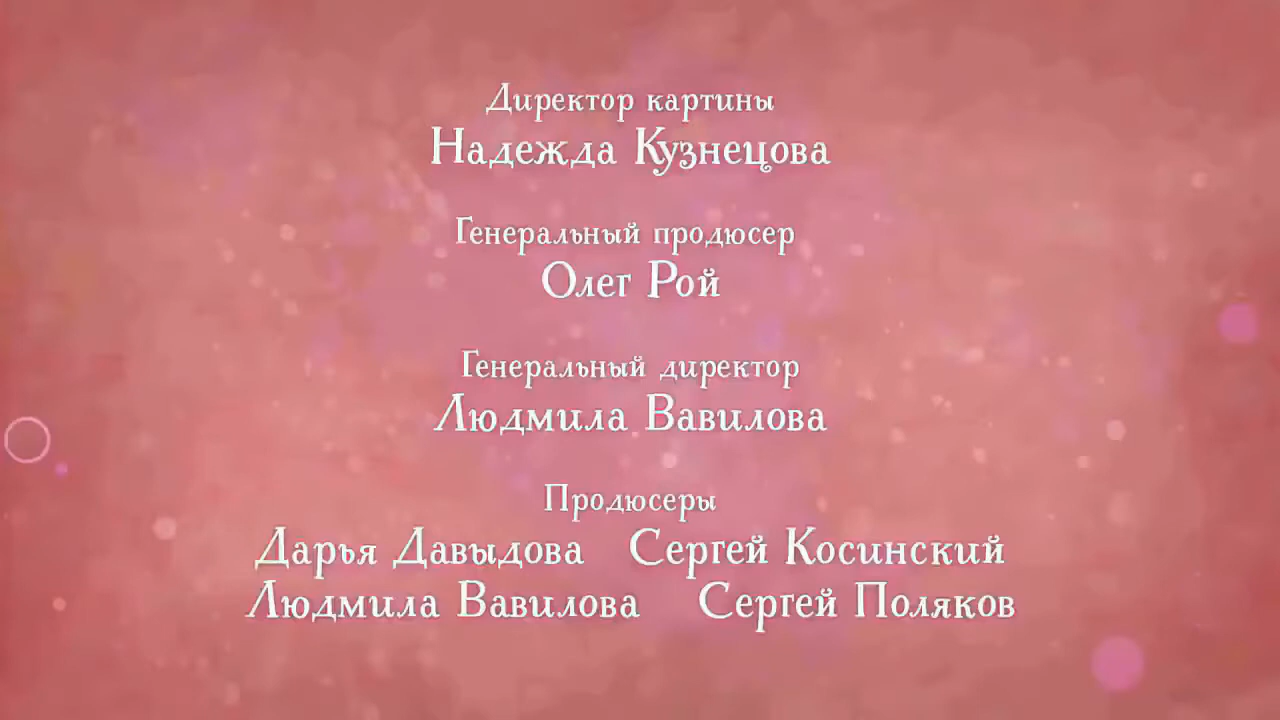 Директор картины
Надежда Кузнецова
Генеральный продюсер
Олег Рой
Генеральный директор
Людмила Вавилова
Продюсеры
Дарья Давыдова Сергей Косинский
Людмила Вавилова Сергей Поляков